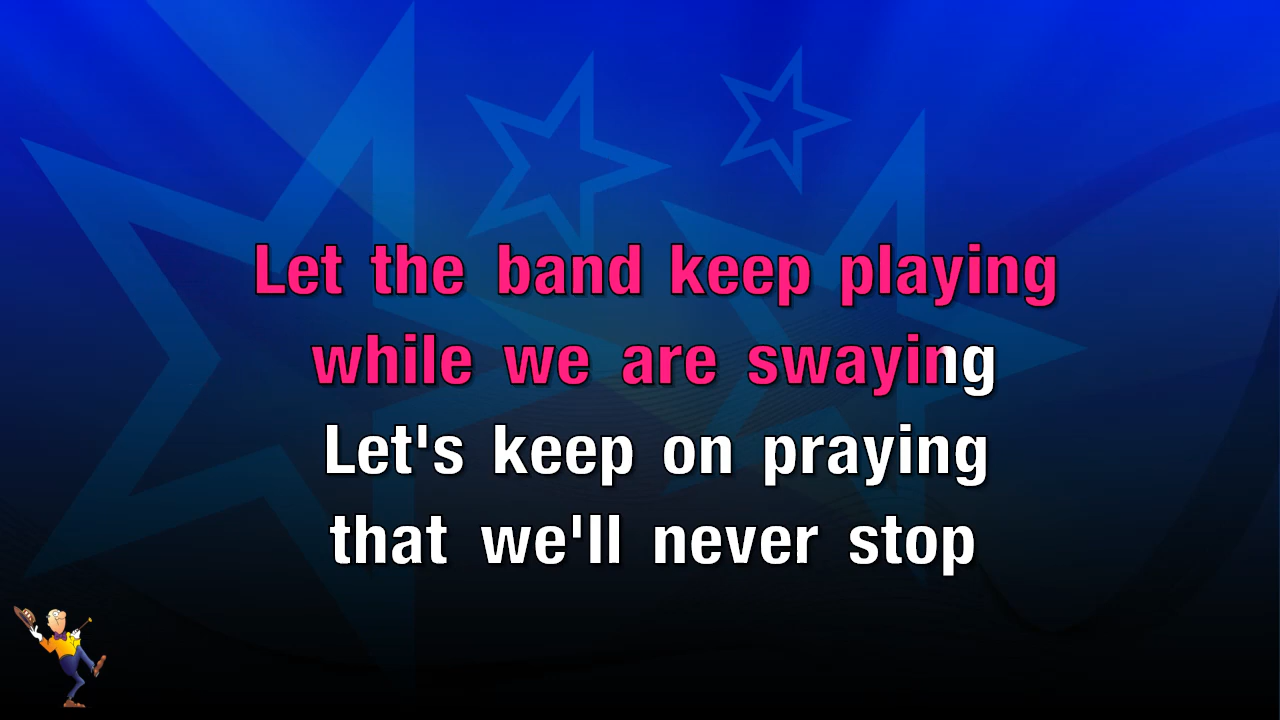 Let the band keep playing
while we are swaying
Let's keep on praying
that we'll never stop